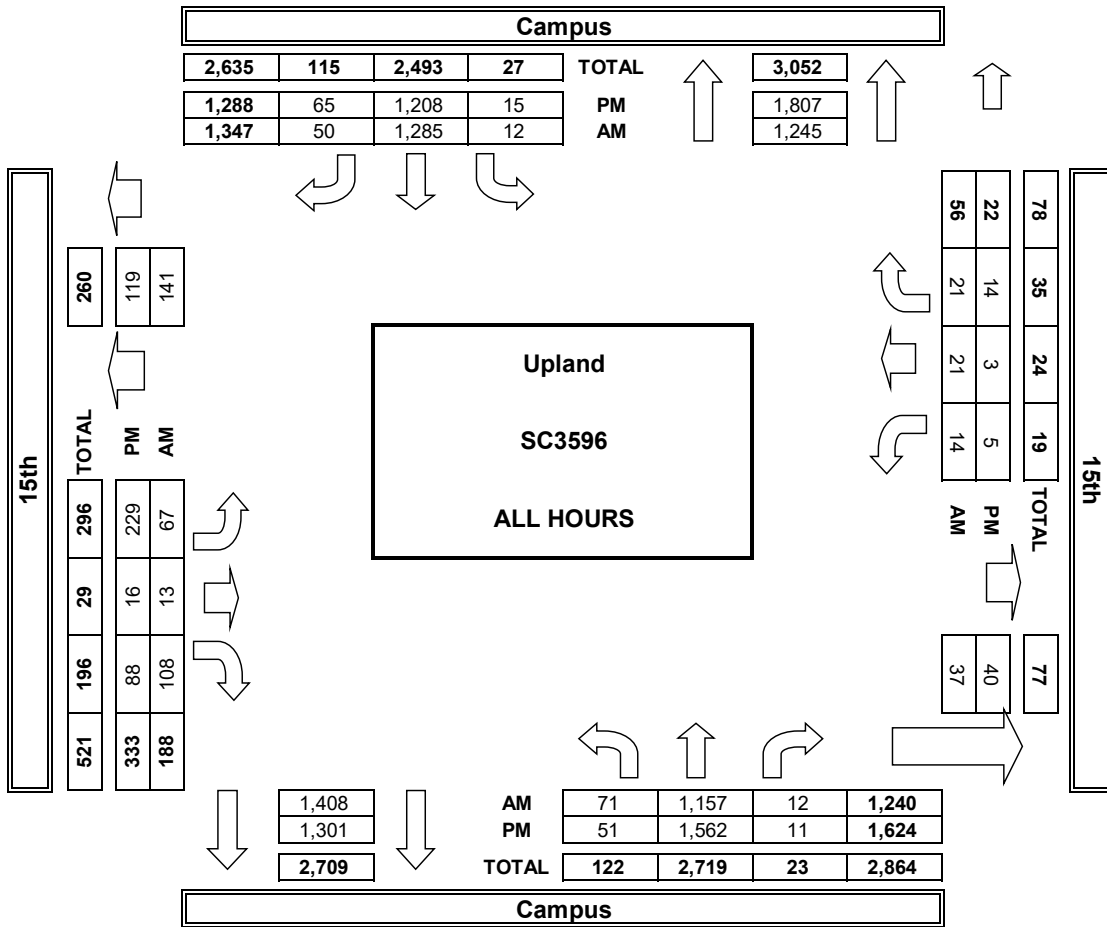 Campus
2,635 115 2,493 27 TOTAL 3,052
1,288 65 1,208 15 PM 1,807
1,347 50 1,285 12 AM 1,245
15th
260 119 141
TOTAL PM AM
296 229 67
29 16 13
196 88 108
521 333 188
Upland
SC3596
ALL HOURS
56 22 78
21 14 35
21 3 24
14 5 19
AM PM TOTAL
37 40 77
15th
1,408 AM 71 1,157 12 1,240
1,301 PM 51 1,562 11 1,624
2,709 TOTAL 122 2,719 23 2,864
Campus